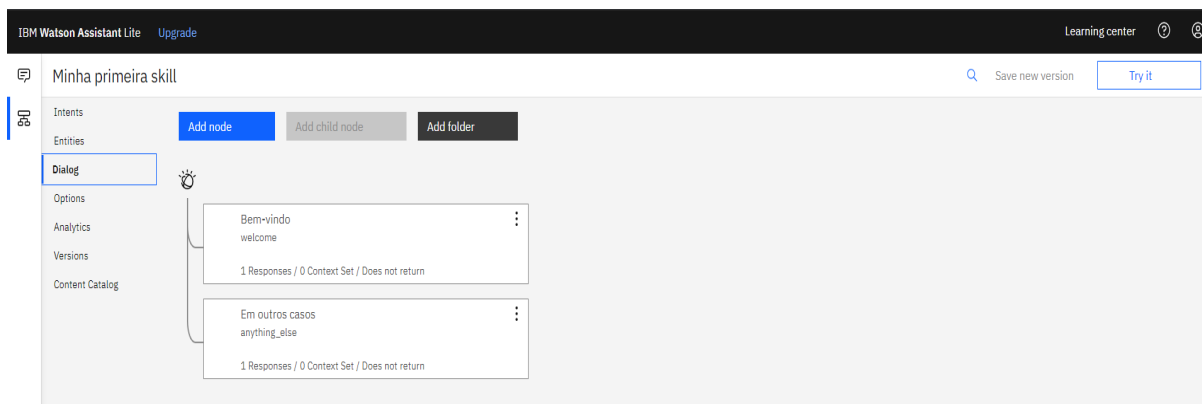 IBM Watson Assistant Lite Upgrade Learning center
Minha primeira skill Save new version Try it
Intents
Entities
Dialog
Options
Analytics
Versions
Content Catalog
Add node Add child node Add folder
Bem-vindo
welcome
1 Responses / 0 Context Set / Does not return
Em outros casos
anything_else
1 Responses / 0 Context Set / Does not return